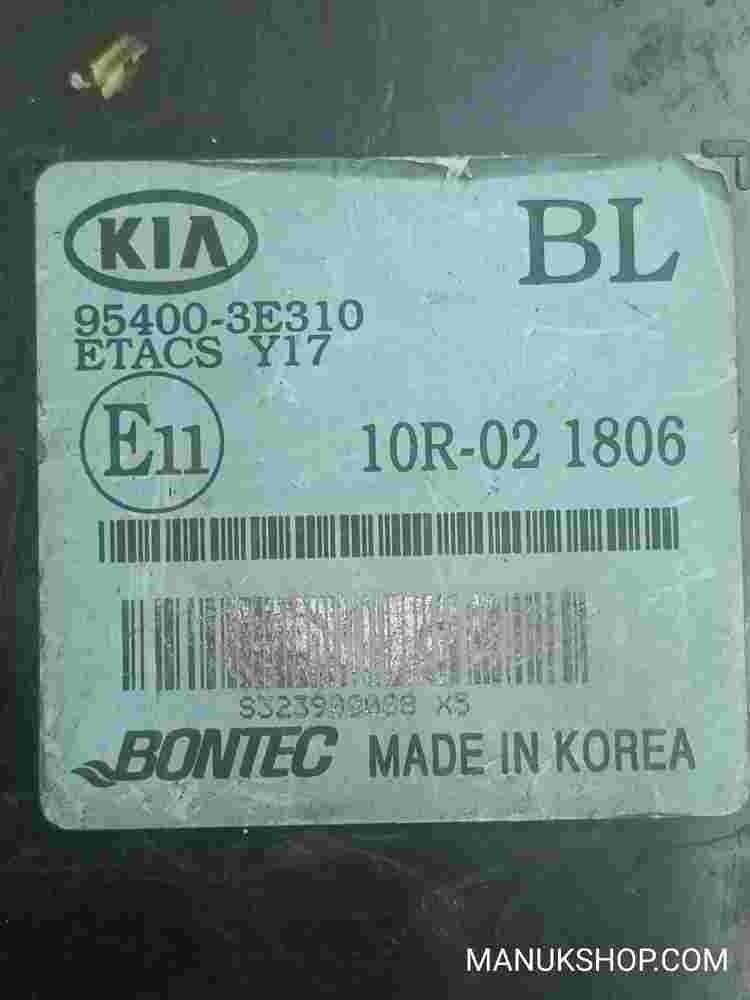 KIA
BL
95400-3E310
ETACS Y17
E11
10R-02 1806
BONTEC MADE IN KOREA
MANUKSHOP.COM